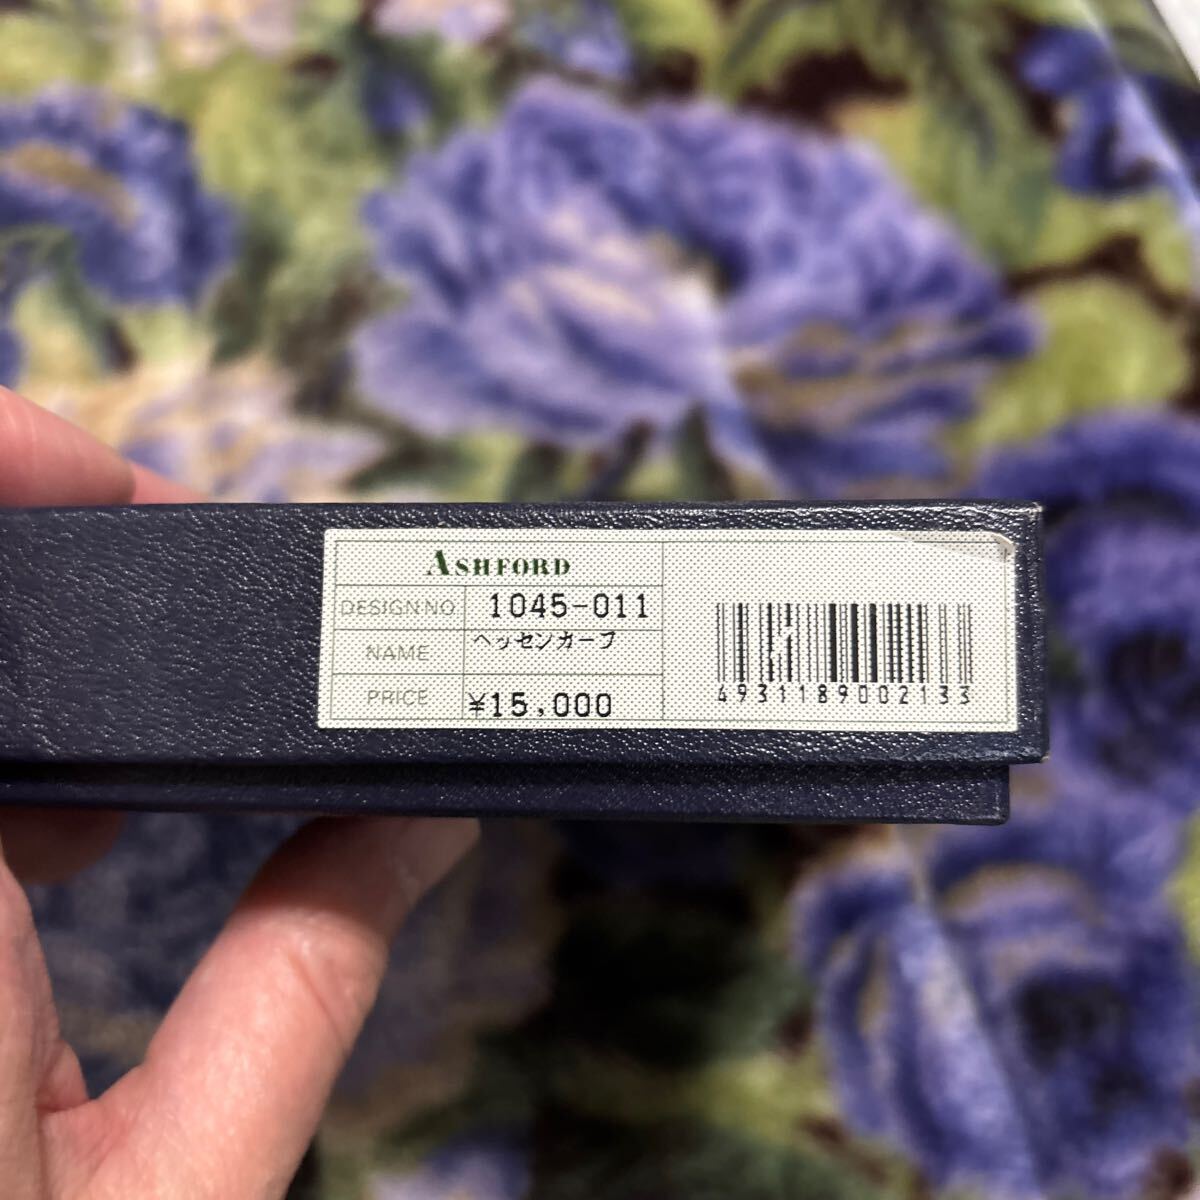 ASHFORD
DESIGN NO 1045-011
NAME ヘッセンカーフ
PRICE ¥15,000
4931189002133